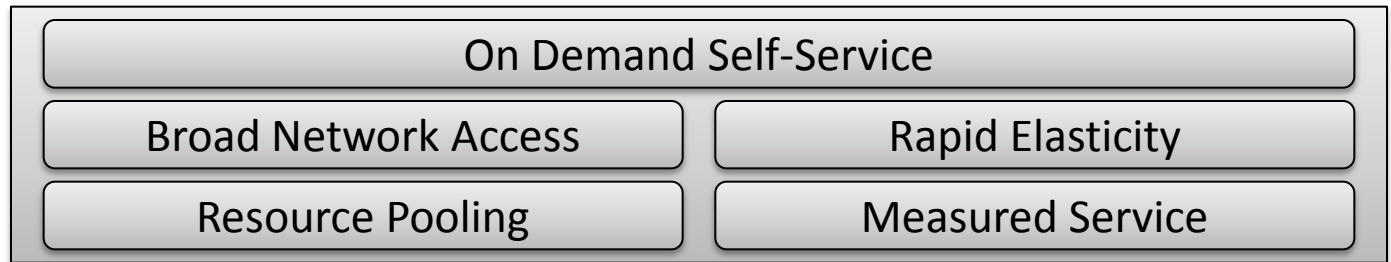 On Demand Self-Service
Broad Network Access
Rapid Elasticity
Resource Pooling
Measured Service